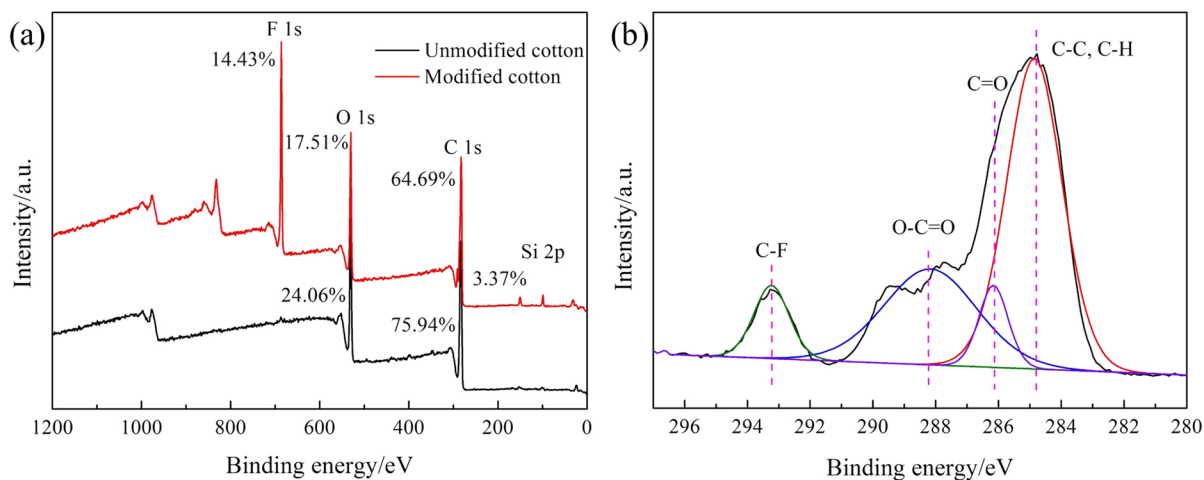 (a)
F 1s
14.43%
Unmodified cotton
Modified cotton
O 1s
17.51%
C 1s
64.69%
Si 2p
3.37%
24.06%
75.94%
Intensity/a.u.
1200 1000 800 600 400 200 0
Binding energy/eV
(b)
C-C, C-H
C=O
O-C=O
C-F
Intensity/a.u.
296 294 292 290 288 286 284 282 280
Binding energy/eV